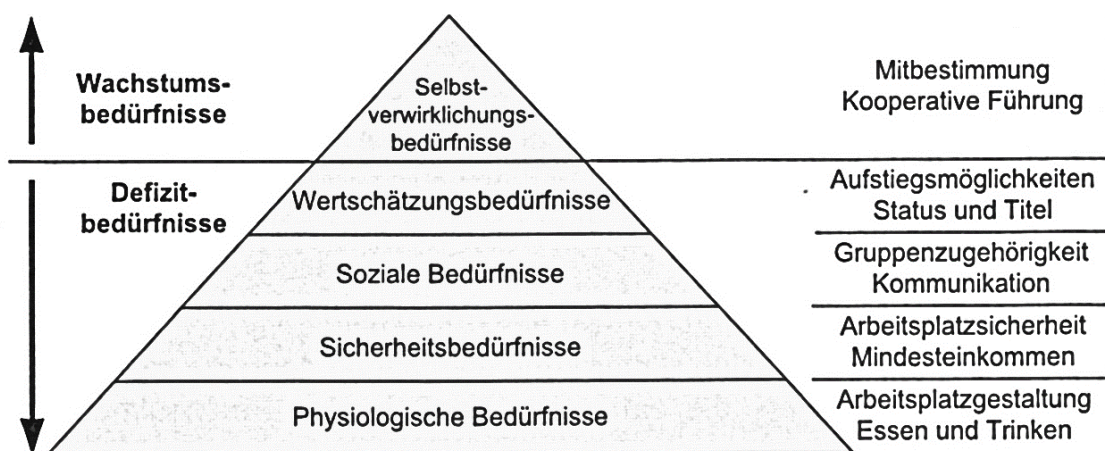 Wachstums-
bedürfnisse
Selbst-
verwirklichungs-
bedürfnisse
Mitbestimmung
Kooperative Führung
Defizit-
bedürfnisse
Wertschätzungsbedürfnisse
Aufstiegsmöglichkeiten
Status und Titel
Soziale Bedürfnisse
Gruppenzugehörigkeit
Kommunikation
Sicherheitsbedürfnisse
Arbeitsplatzsicherheit
Mindesteinkommen
Physiologische Bedürfnisse
Arbeitsplatzgestaltung
Essen und Trinken